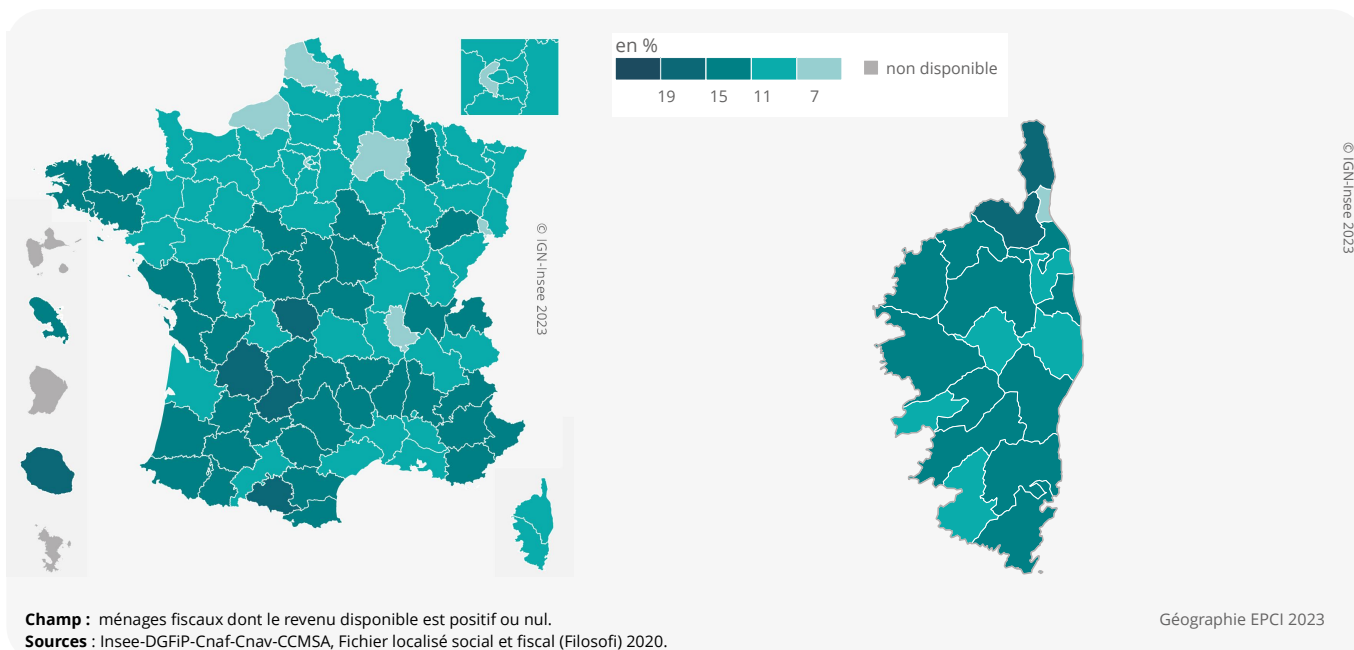 en %
19 15 11 7
non disponible
© IGN-Insee 2023
© IGN-Insee 2023
Champ : ménages fiscaux dont le revenu disponible est positif ou nul.
Géographie EPCI 2023
Sources : Insee-DGFiP-Cnaf-Cnav-CCMSA, Fichier localisé social et fiscal (Filosofi) 2020.